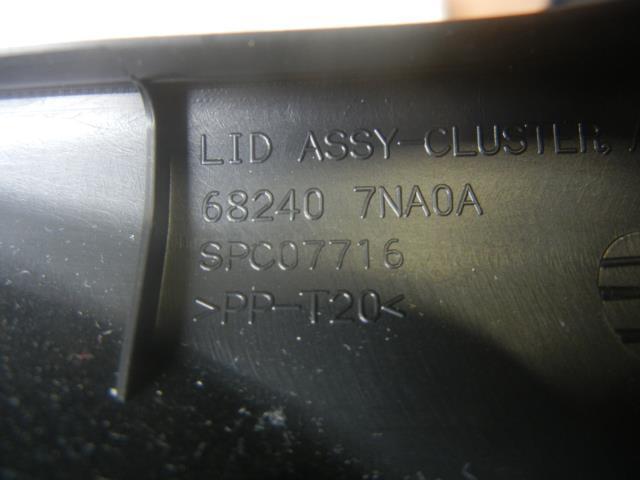 LID ASSY-CLUSTER,
68240 7NA0A
SPC07716
>PP-T20<